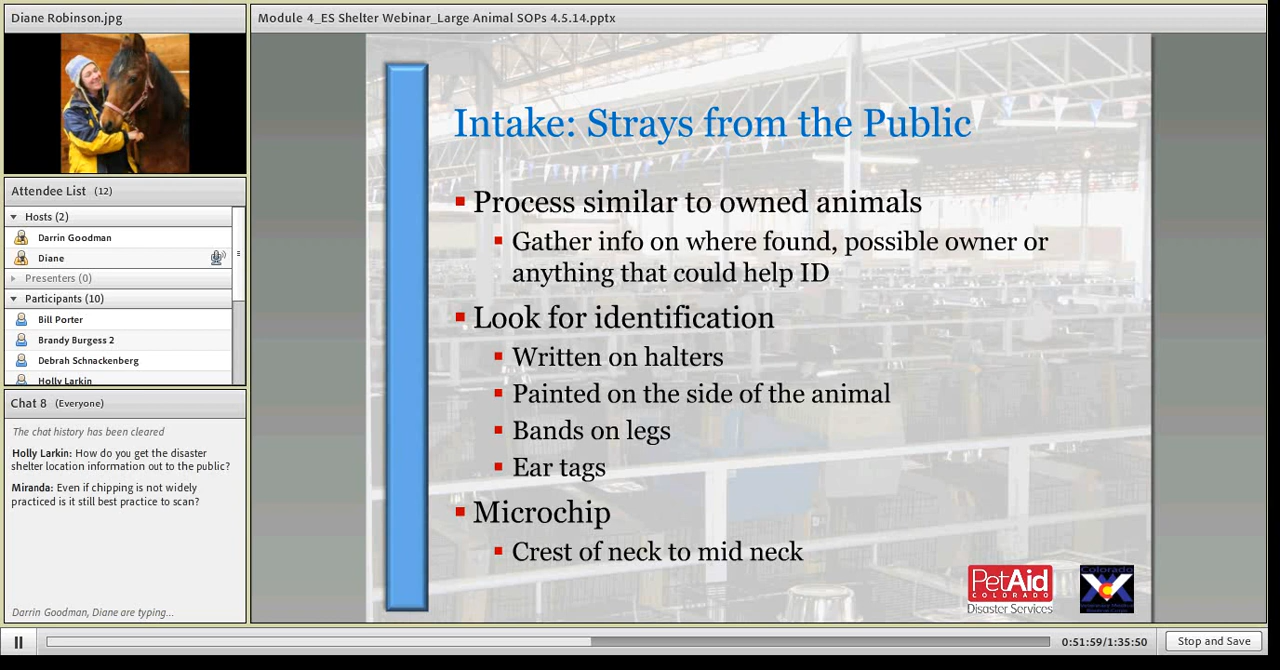 Diane Robinson.jpg
Module 4_ES Shelter Webinar_Large Animal SOPs 4.5.14.pptx
Attendee List (12)
Hosts (2)
Darrin Goodman
Diane
Presenters (0)
Participants (10)
Bill Porter
Brandy Burgess 2
Debrah Schnackenberg
Holly Larkin
Chat 8 (Everyone)
The chat history has been cleared
Holly Larkin: How do you get the disaster
shelter location information out to the public?
Miranda: Even if chipping is not widely
practiced is it still best practice to scan?
Darrin Goodman, Diane are typing...
Intake: Strays from the Public
Process similar to owned animals
Gather info on where found, possible owner or
anything that could help ID
Look for identification
Written on halters
Painted on the side of the animal
Bands on legs
Ear tags
Microchip
Crest of neck to mid neck
PetAid
COLORADO
Disaster Services
Colorado
0:51:59/1:35:50
Stop and Save